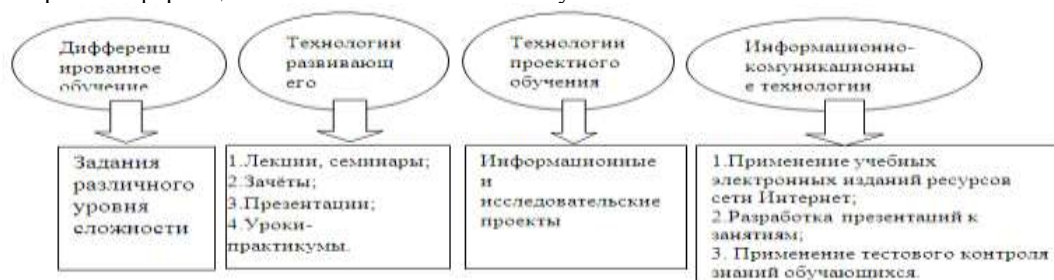 Дифференц
ированное
обучение
Технологии
развивающ
его
Технологии
проектного
обучения
Информационно-
комуникационны
е технологии
Задания
различного
уровня
сложности
1.Лекции, семинары;
2.Зачёты;
3.Презентации;
4.Уроки-
практикумы.
Информационные
и
исследовательские
проекты
1.Применение учебных
электронных изданий ресурсов
сети Интернет;
2.Разработка презентаций к
занятиям;
3. Применение тестового контроля
знаний обучающихся.